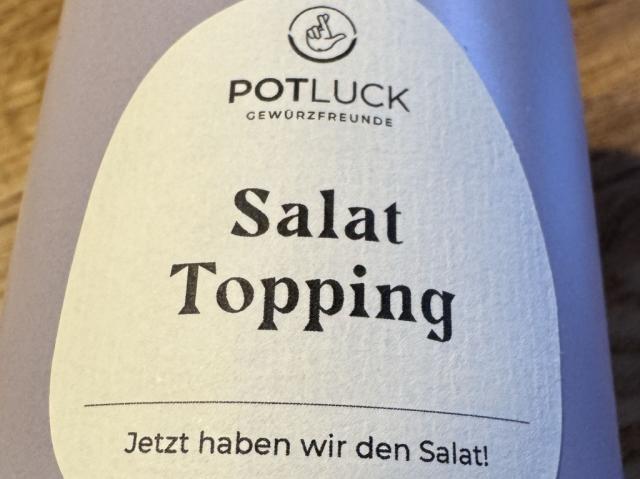 POTLUCK
GEWÜRZFREUNDE
Salat
Topping
Jetzt haben wir den Salat!